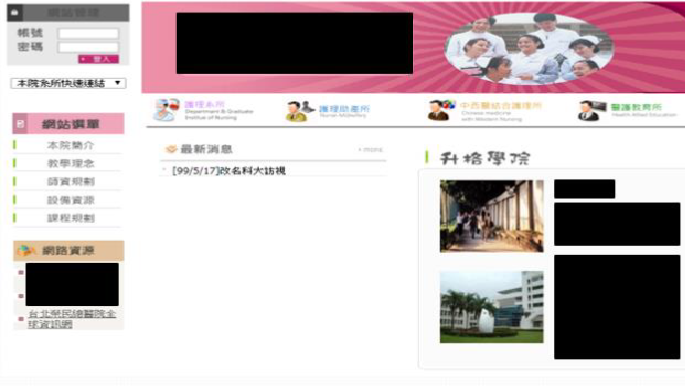 網站管理
帳號
密碼
登入
本院系所快速連結 ▼
護理系所
Department & Graduate
Institute of Nursing
護理助產所
Nurse-Midwifery
中西醫結合護理所
Chinese medicine
with Western Nursing
醫護教育所
Health Allied Education
網站選單
本院簡介
教學理念
師資規劃
設備資源
課程規劃
最新消息
more
[99/5/17]改名科大訪視
升格學院
網路資源
台北榮民總醫院全
球資訊網